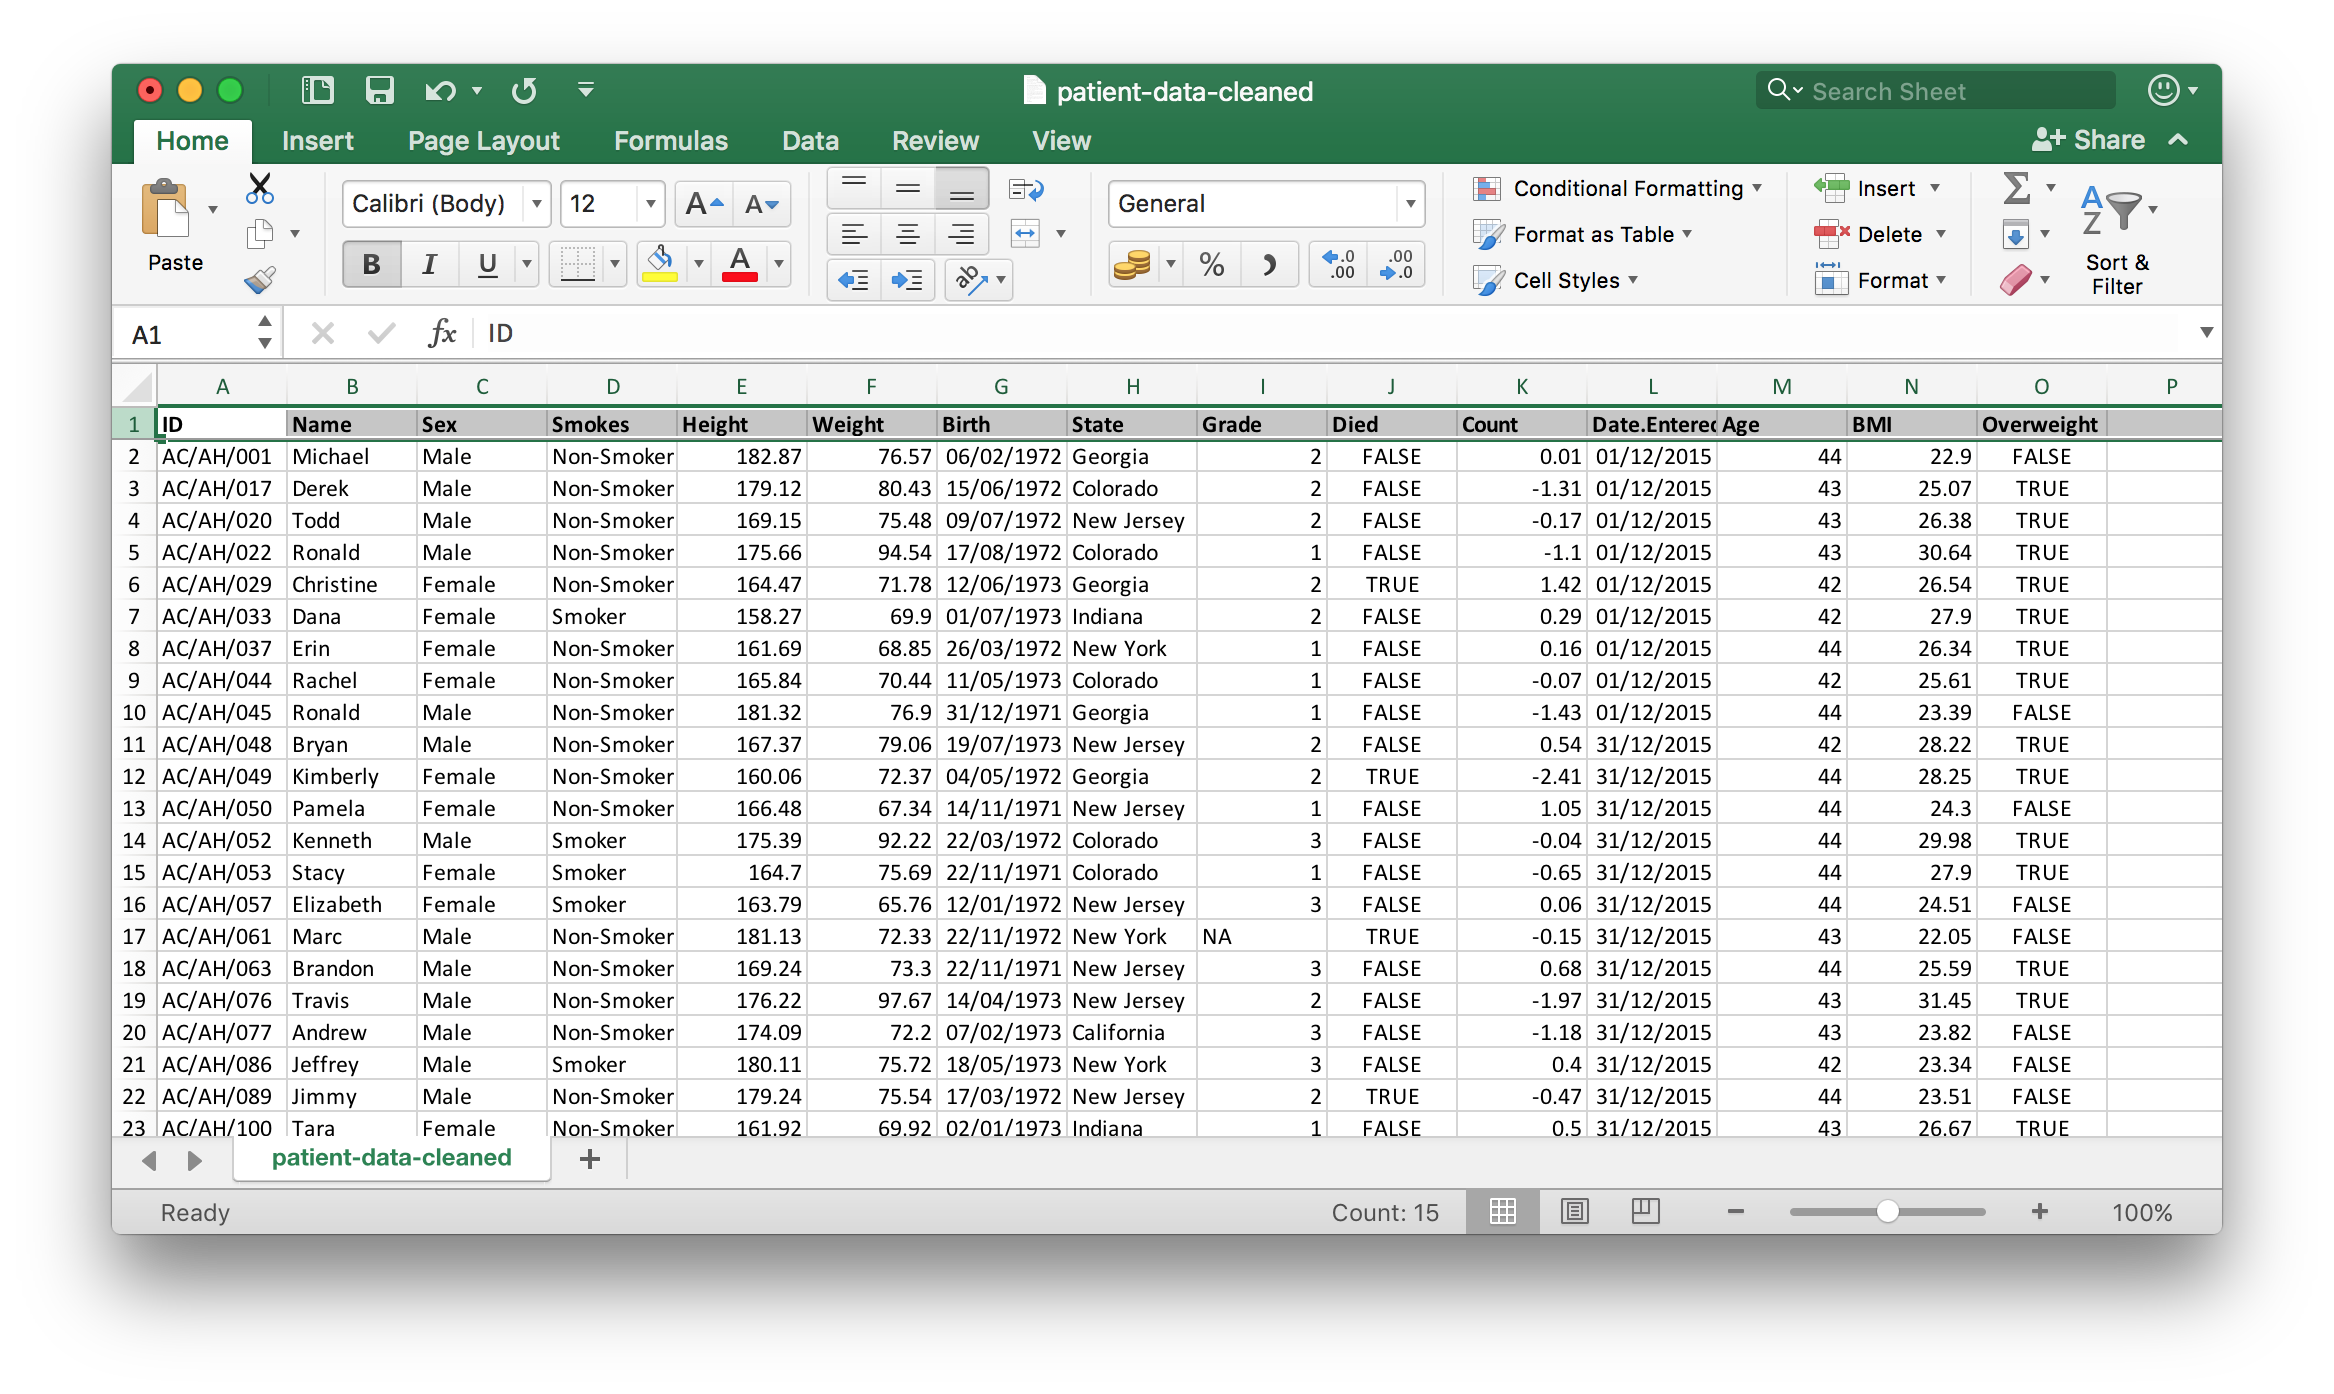 patient-data-cleaned
Search Sheet
Home Insert Page Layout Formulas Data Review View Share
Paste
Calibri (Body) 12
A A
B I U A
ab
General
% .0 .00 .00 .0
Conditional Formatting
Format as Table
Cell Styles
Insert
Delete
Format
Σ
A Z
Sort &
Filter
A1 fx ID
A B C D E F G H I J K L M N O P
1 ID Name Sex Smokes Height Weight Birth State Grade Died Count Date.Entered Age BMI Overweight
2 AC/AH/001 Michael Male Non-Smoker 182.87 76.57 06/02/1972 Georgia 2 FALSE 0.01 01/12/2015 44 22.9 FALSE
3 AC/AH/017 Derek Male Non-Smoker 179.12 80.43 15/06/1972 Colorado 2 FALSE -1.31 01/12/2015 43 25.07 TRUE
4 AC/AH/020 Todd Male Non-Smoker 169.15 75.48 09/07/1972 New Jersey 2 FALSE -0.17 01/12/2015 43 26.38 TRUE
5 AC/AH/022 Ronald Male Non-Smoker 175.66 94.54 17/08/1972 Colorado 1 FALSE -1.1 01/12/2015 43 30.64 TRUE
6 AC/AH/029 Christine Female Non-Smoker 164.47 71.78 12/06/1973 Georgia 2 TRUE 1.42 01/12/2015 42 26.54 TRUE
7 AC/AH/033 Dana Female Smoker 158.27 69.9 01/07/1973 Indiana 2 FALSE 0.29 01/12/2015 42 27.9 TRUE
8 AC/AH/037 Erin Female Non-Smoker 161.69 68.85 26/03/1972 New York 1 FALSE 0.16 01/12/2015 44 26.34 TRUE
9 AC/AH/044 Rachel Female Non-Smoker 165.84 70.44 11/05/1973 Colorado 1 FALSE -0.07 01/12/2015 42 25.61 TRUE
10 AC/AH/045 Ronald Male Non-Smoker 181.32 76.9 31/12/1971 Georgia 1 FALSE -1.43 01/12/2015 44 23.39 FALSE
11 AC/AH/048 Bryan Male Non-Smoker 167.37 79.06 19/07/1973 New Jersey 2 FALSE 0.54 31/12/2015 42 28.22 TRUE
12 AC/AH/049 Kimberly Female Non-Smoker 160.06 72.37 04/05/1972 Georgia 2 TRUE -2.41 31/12/2015 44 28.25 TRUE
13 AC/AH/050 Pamela Female Non-Smoker 166.48 67.34 14/11/1971 New Jersey 1 FALSE 1.05 31/12/2015 44 24.3 FALSE
14 AC/AH/052 Kenneth Male Smoker 175.39 92.22 22/03/1972 Colorado 3 FALSE -0.04 31/12/2015 44 29.98 TRUE
15 AC/AH/053 Stacy Female Smoker 164.7 75.69 22/11/1971 Colorado 1 FALSE -0.65 31/12/2015 44 27.9 TRUE
16 AC/AH/057 Elizabeth Female Smoker 163.79 65.76 12/01/1972 New Jersey 3 FALSE 0.06 31/12/2015 44 24.51 FALSE
17 AC/AH/061 Marc Male Non-Smoker 181.13 72.33 22/11/1972 New York NA TRUE -0.15 31/12/2015 43 22.05 FALSE
18 AC/AH/063 Brandon Male Non-Smoker 169.24 73.3 22/11/1971 New Jersey 3 FALSE 0.68 31/12/2015 44 25.59 TRUE
19 AC/AH/076 Travis Male Non-Smoker 176.22 97.67 14/04/1973 New Jersey 2 FALSE -1.97 31/12/2015 43 31.45 TRUE
20 AC/AH/077 Andrew Male Non-Smoker 174.09 72.2 07/02/1973 California 3 FALSE -1.18 31/12/2015 43 23.82 FALSE
21 AC/AH/086 Jeffrey Male Smoker 180.11 75.72 18/05/1973 New York 3 FALSE 0.4 31/12/2015 42 23.34 FALSE
22 AC/AH/089 Jimmy Male Non-Smoker 179.24 75.54 17/03/1972 New Jersey 2 TRUE -0.47 31/12/2015 44 23.51 FALSE
23 AC/AH/100 Tara Female Non-Smoker 161.92 69.92 02/01/1973 Indiana 1 FALSE 0.5 31/12/2015 43 26.67 TRUE
patient-data-cleaned
Ready Count: 15 100%